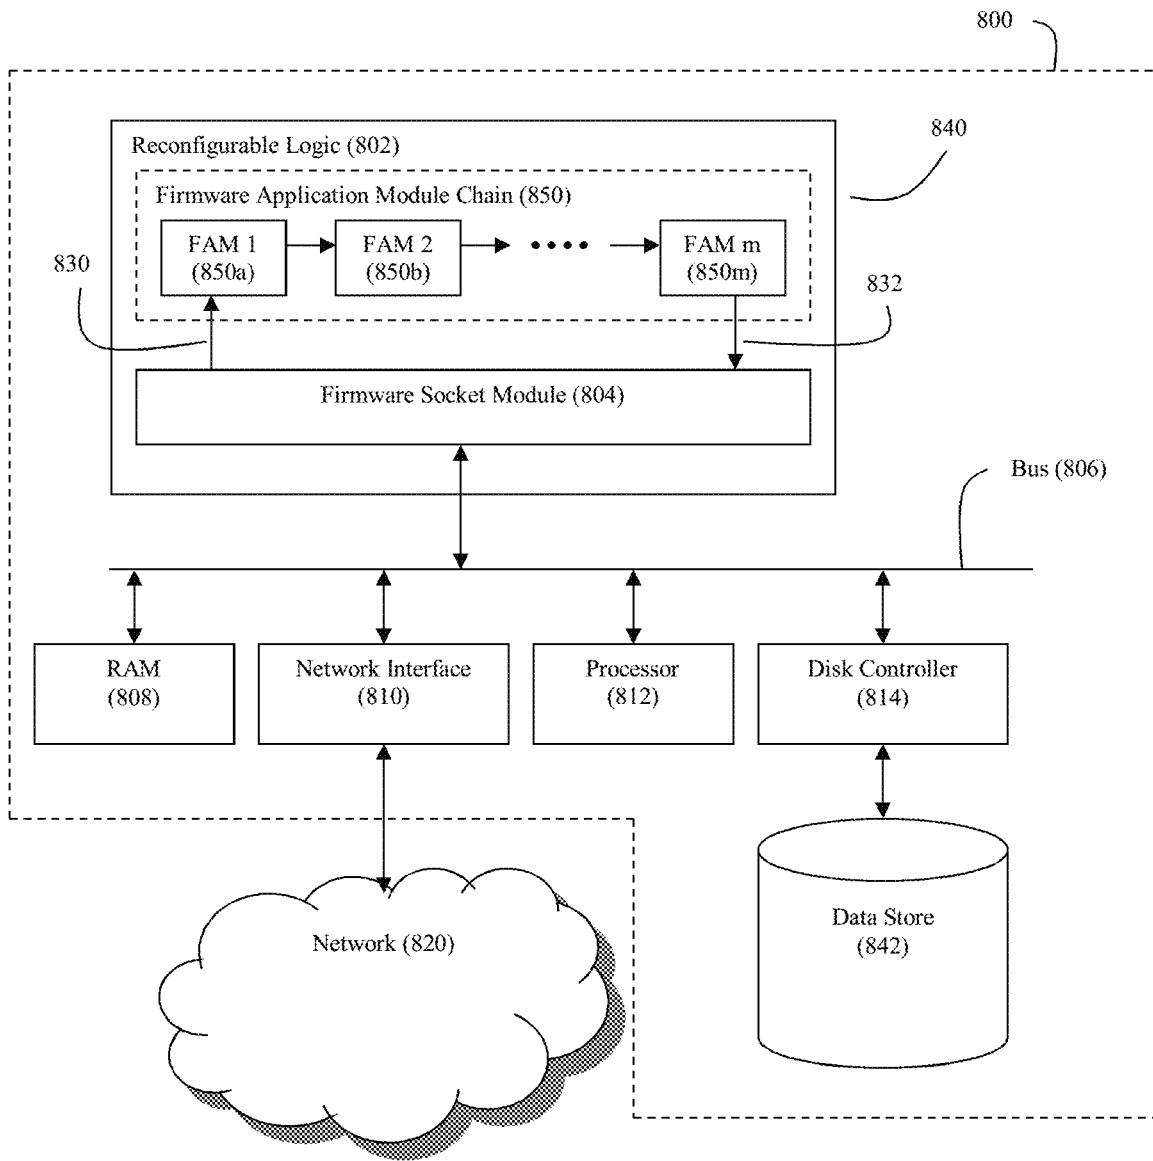 800
840
Reconfigurable Logic (802)
Firmware Application Module Chain (850)
FAM 1
(850a)
FAM 2
(850b)
FAM m
(850m)
830
832
Firmware Socket Module (804)
Bus (806)
RAM
(808)
Network Interface
(810)
Processor
(812)
Disk Controller
(814)
Network (820)
Data Store
(842)